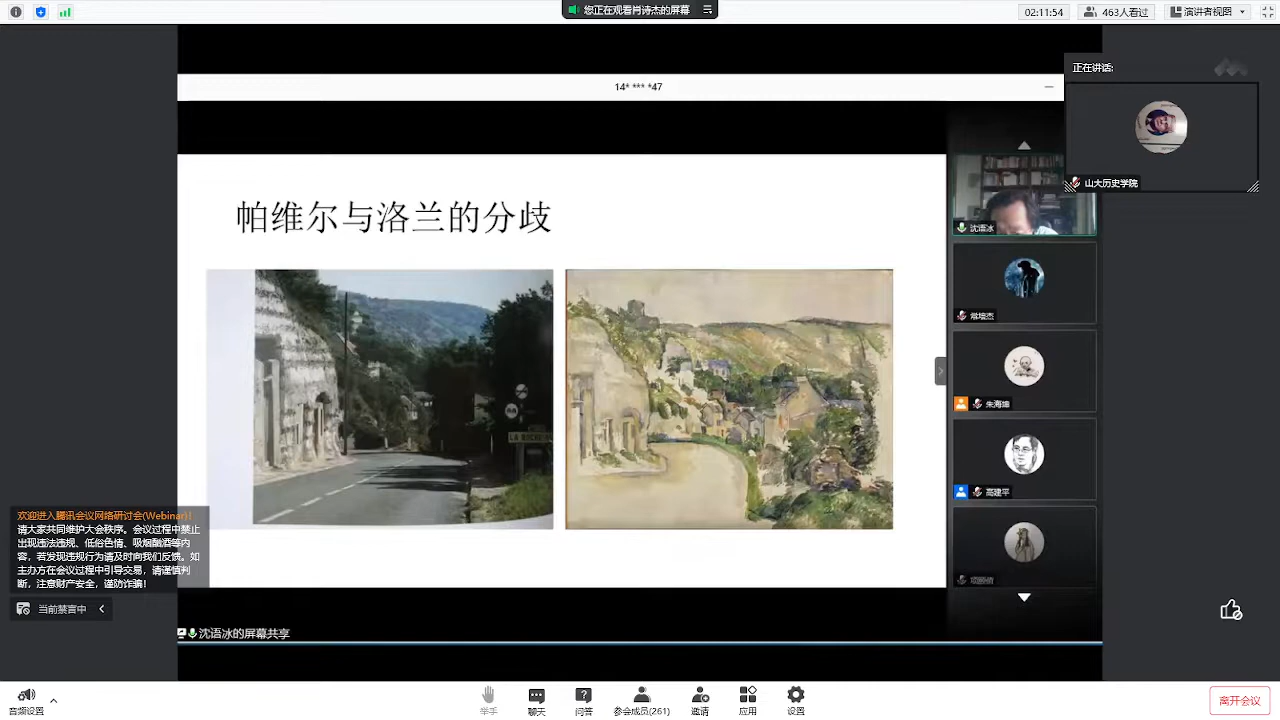 您正在观看肖诗杰的屏幕
02:11:54
463人看过
演讲者视图
14* *** *47
正在讲话:
山大历史学院
沈语冰
帕维尔与洛兰的分歧
常培杰
LA ROCHE
朱海坤
高建平
欢迎进入腾讯会议网络研讨会(Webinar)！
请大家共同维护大会秩序。会议过程中禁止
出现违法违规、低俗色情、吸烟酗酒等内
容，若发现违规行为请及时向我们反馈。如
主办方在会议过程中引导交易，请谨慎判
断，注意财产安全，谨防诈骗！
当前禁言中
沈语冰的屏幕共享
音频设置
举手
聊天
问答
参会成员(261)
邀请
应用
设置
离开会议